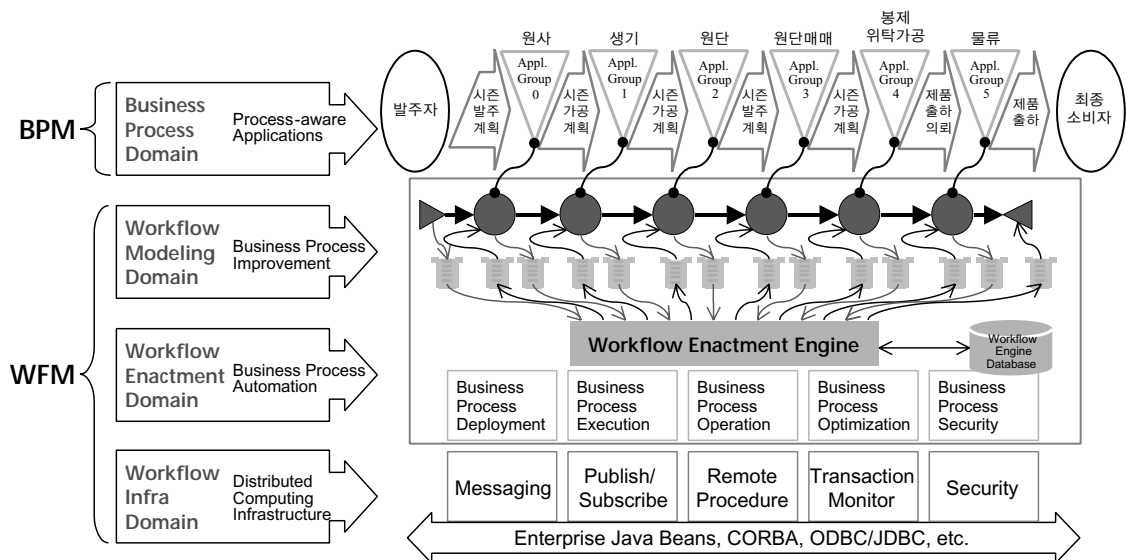 BPM
Business
Process
Domain
Process-aware
Applications
발주자
원사
생기
원단
원단매매
봉제
위탁가공
물류
Appl.
Group
0
Appl.
Group
1
Appl.
Group
2
Appl.
Group
3
Appl.
Group
4
Appl.
Group
5
시즌
발주
계획
시즌
가공
계획
시즌
가공
계획
시즌
발주
계획
시즌
가공
계획
제품
출하
의뢰
제품
출하
최종
소비자
WFM
Workflow
Modeling
Domain
Business Process
Improvement
Workflow
Enactment
Domain
Business Process
Automation
Workflow Enactment Engine
Workflow
Engine
Database
Business
Process
Deployment
Business
Process
Execution
Business
Process
Operation
Business
Process
Optimization
Business
Process
Security
Workflow
Infra
Domain
Distributed
Computing
Infrastructure
Messaging
Publish/
Subscribe
Remote
Procedure
Transaction
Monitor
Security
Enterprise Java Beans, CORBA, ODBC/JDBC, etc.